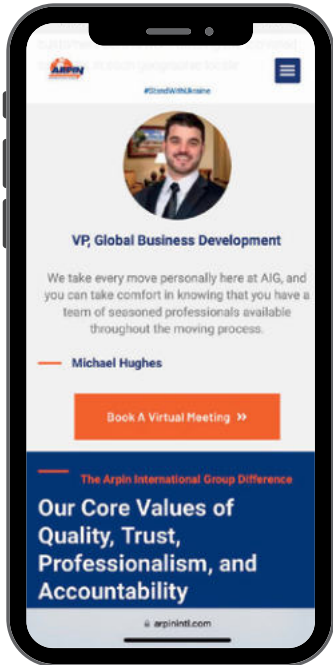 ARPIN
#StandWithUkraine
VP, Global Business Development
We take every move personally here at AIG, and
you can take comfort in knowing that you have a
team of seasoned professionals available
throughout the moving process.
Michael Hughes
Book A Virtual Meeting »
The Arpin International Group Difference
Our Core Values of
Quality, Trust,
Professionalism, and
Accountability
arpinintl.com